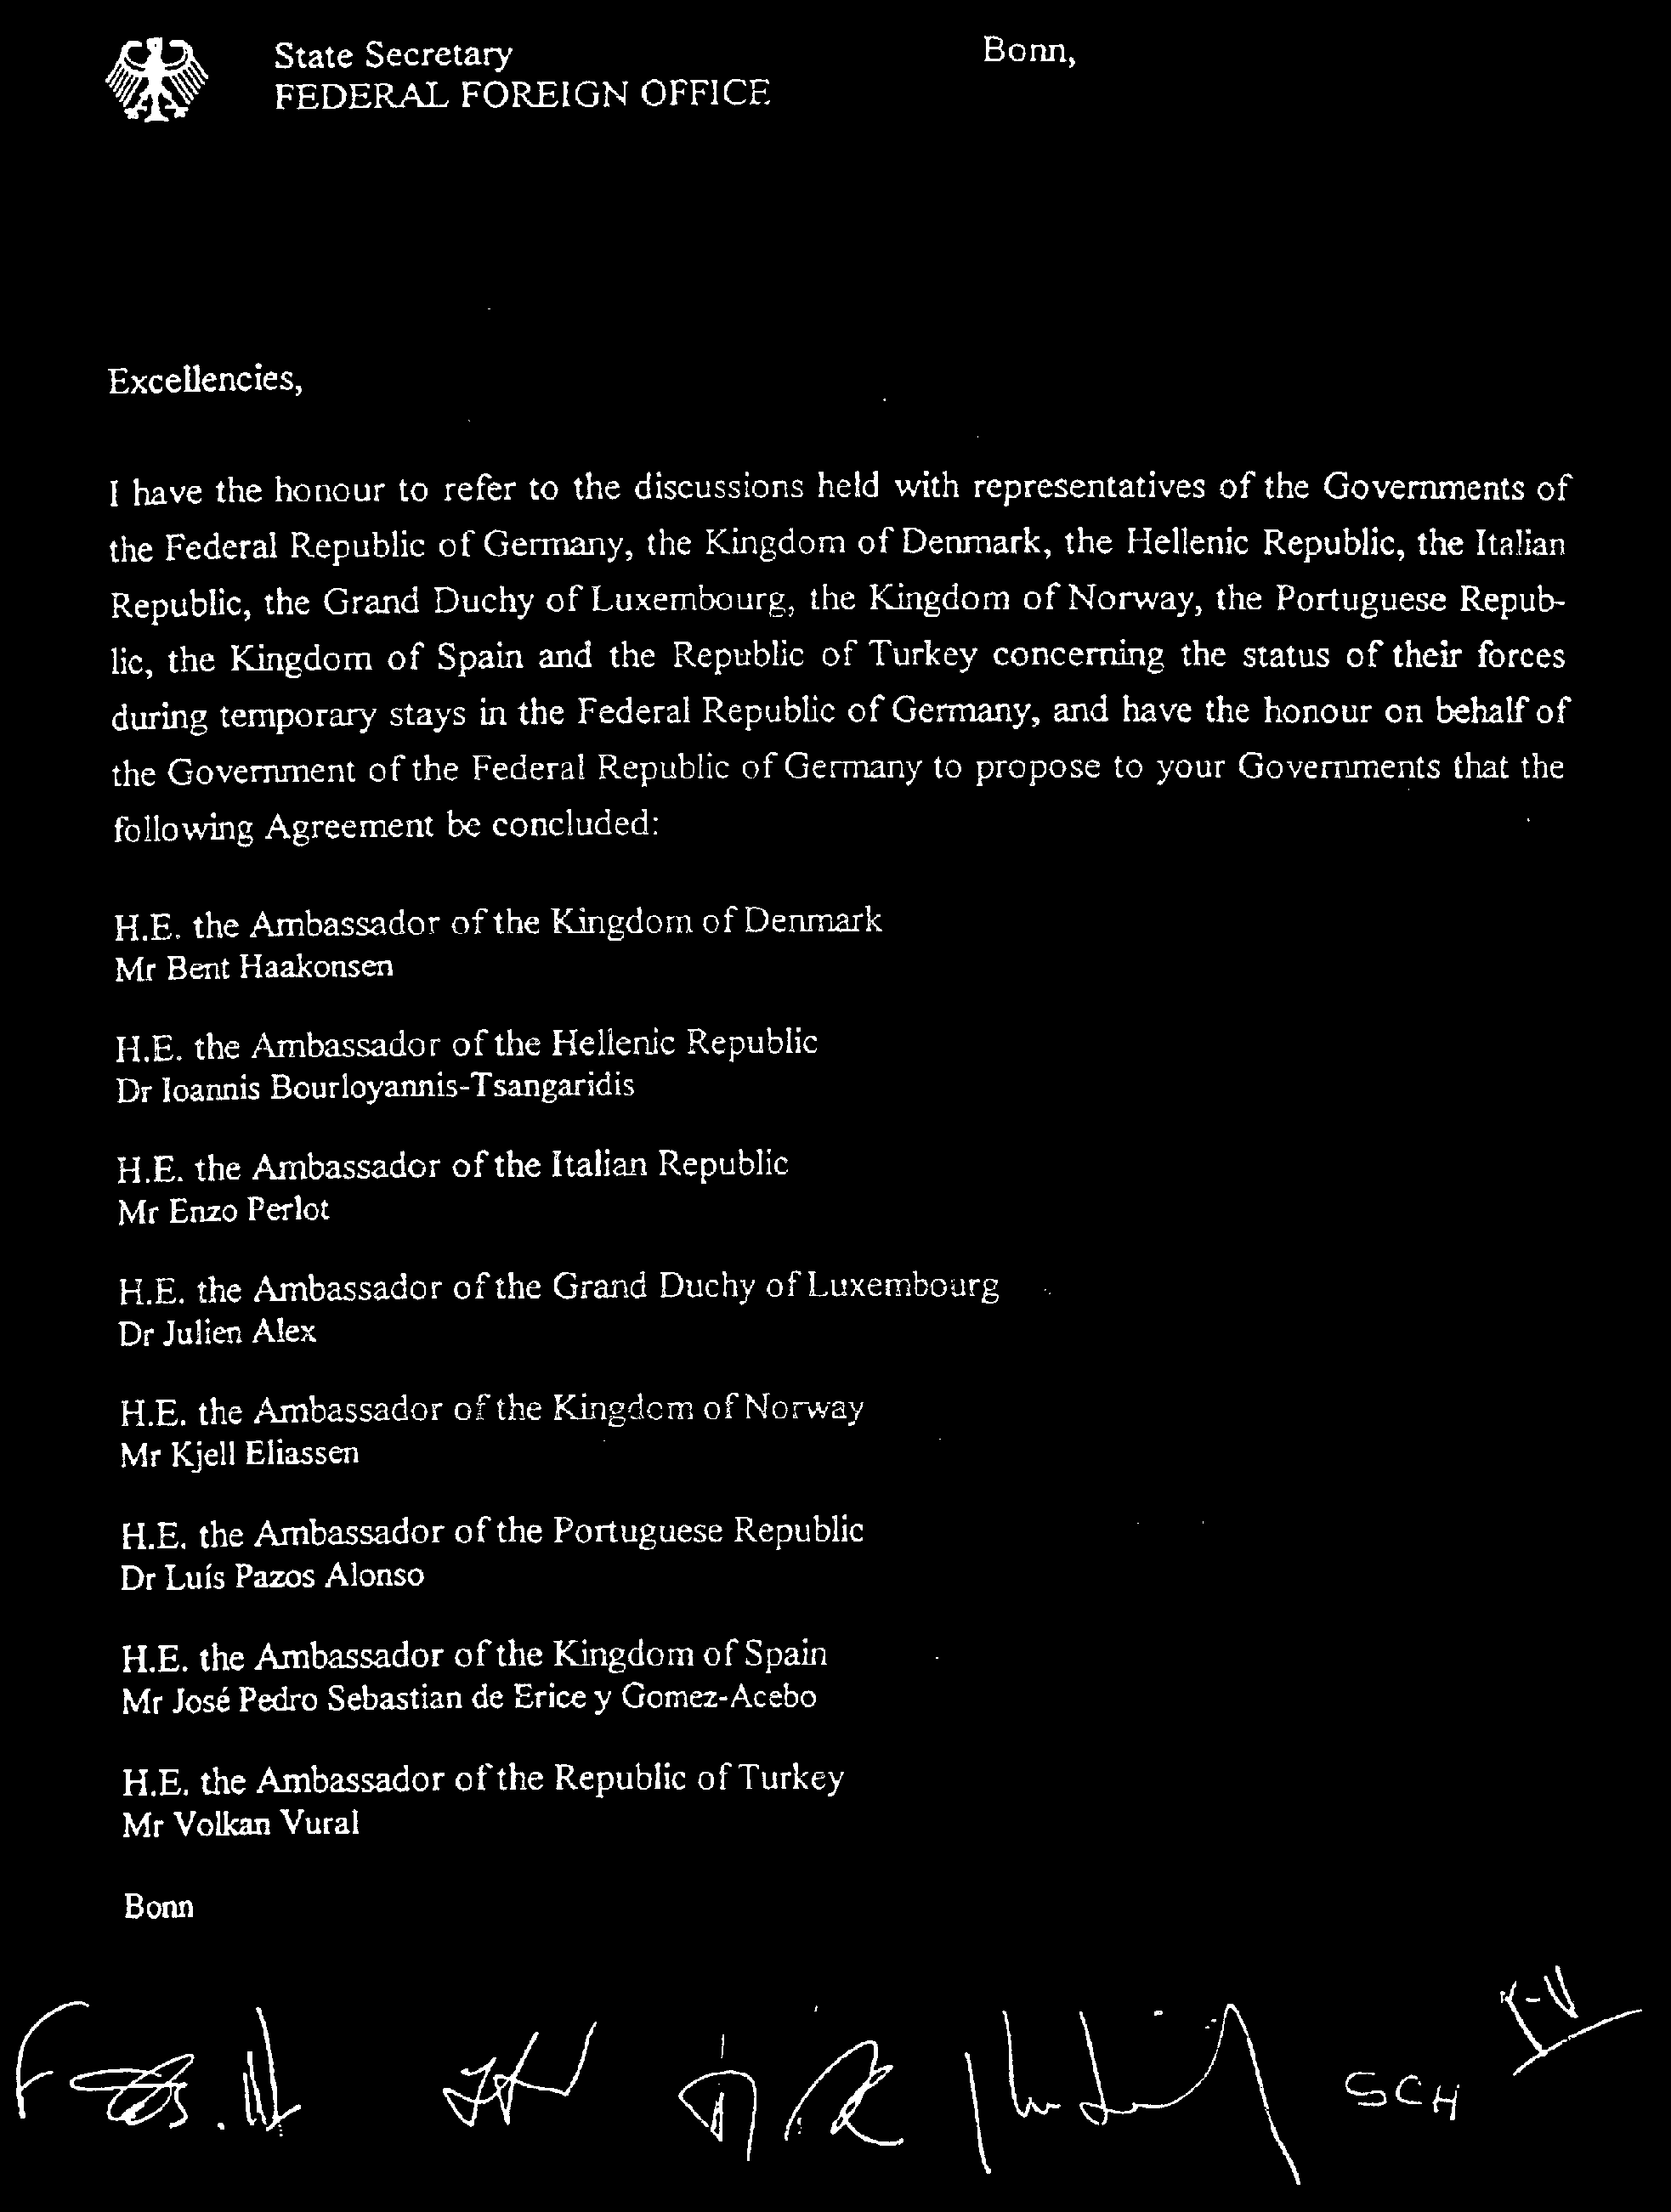 State Secretary
FEDERAL FOREIGN OFFICE
Bonn,
Excellencies,
I have the honour to refer to the discussions held with representatives of the Governments of
the Federal Republic of Germany, the Kingdom of Denmark, the Hellenic Republic, the Italian
Republic, the Grand Duchy of Luxembourg, the Kingdom of Norway, the Portuguese Repub-
lic, the Kingdom of Spain and the Republic of Turkey concerning the status of their forces
during temporary stays in the Federal Republic of Germany, and have the honour on behalf of
the Government of the Federal Republic of Germany to propose to your Governments that the
following Agreement be concluded:
H.E. the Ambassador of the Kingdom of Denmark
Mr Bent Haakonsen
H.E. the Ambassador of the Hellenic Republic
Dr Ioannis Bourloyannis-Tsangaridis
H.E. the Ambassador of the Italian Republic
Mr Enzo Perlot
H.E. the Ambassador of the Grand Duchy of Luxembourg
Dr Julien Alex
H.E. the Ambassador of the Kingdom of Norway
Mr Kjell Eliassen
H.E. the Ambassador of the Portuguese Republic
Dr Luís Pazos Alonso
H.E. the Ambassador of the Kingdom of Spain
Mr José Pedro Sebastian de Erice y Gomez-Acebo
H.E. the Ambassador of the Republic of Turkey
Mr Volkan Vural
Bonn
SCH